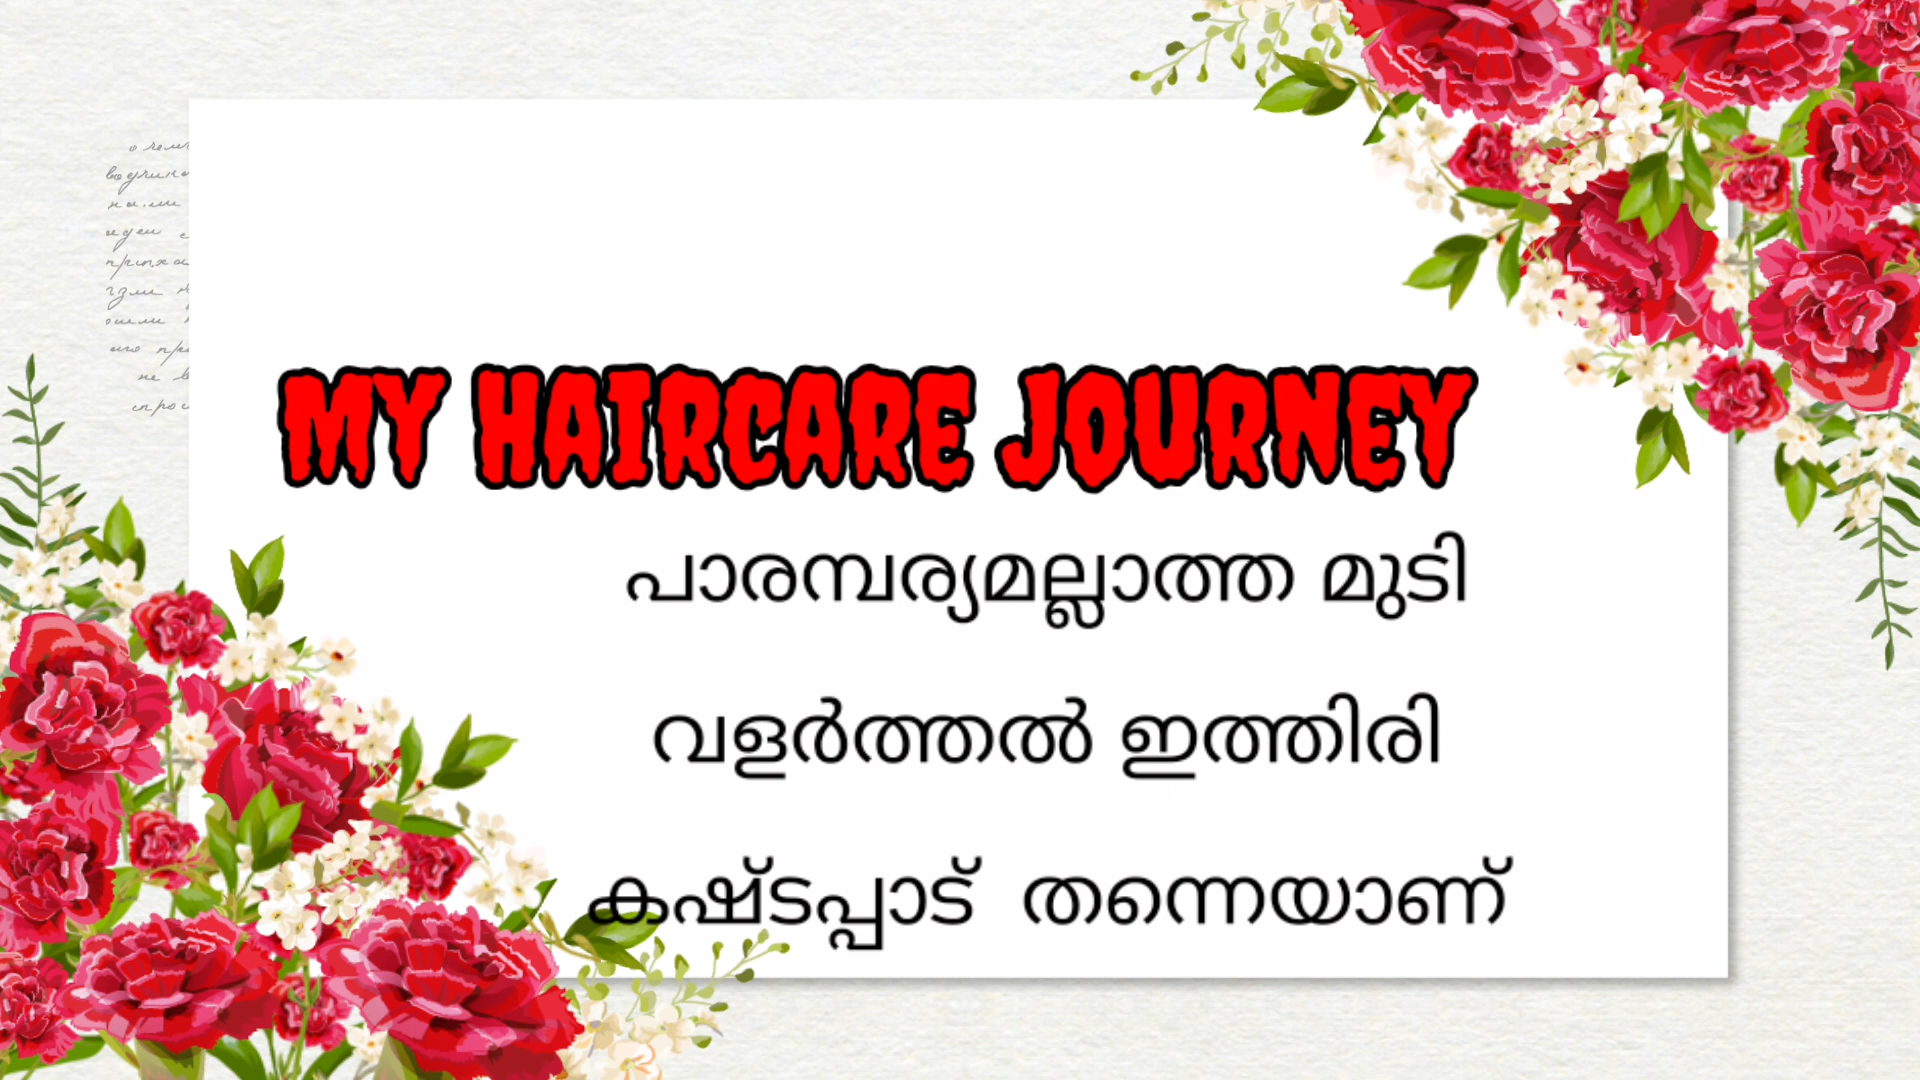 MY HAIRCARE JOURNEY
പാരമ്പര്യമല്ലാത്ത മുടി
വളർത്തൽ ഇത്തിരി
കഷ്ടപ്പാട് തന്നെയാണ്